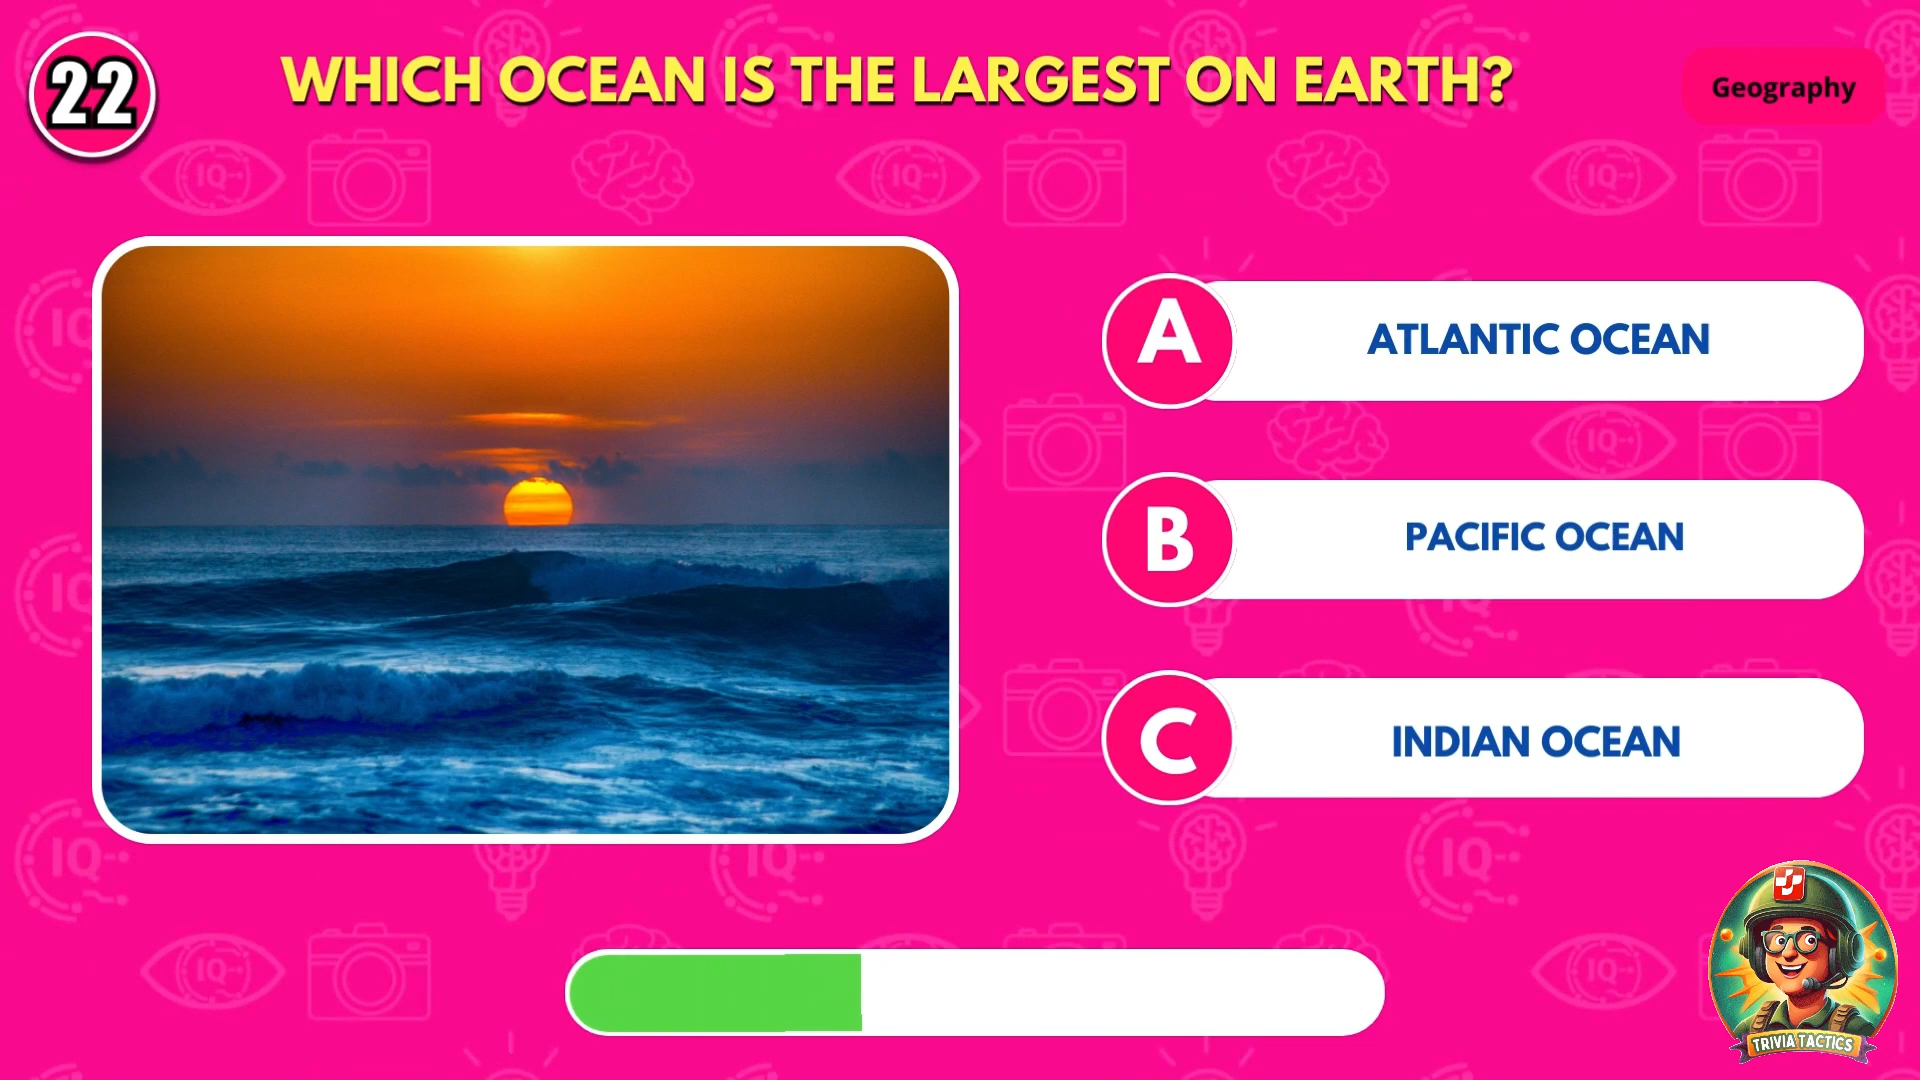 22
WHICH OCEAN IS THE LARGEST ON EARTH?
Geography
A
ATLANTIC OCEAN
B
PACIFIC OCEAN
C
INDIAN OCEAN
TRIVIA TACTICS